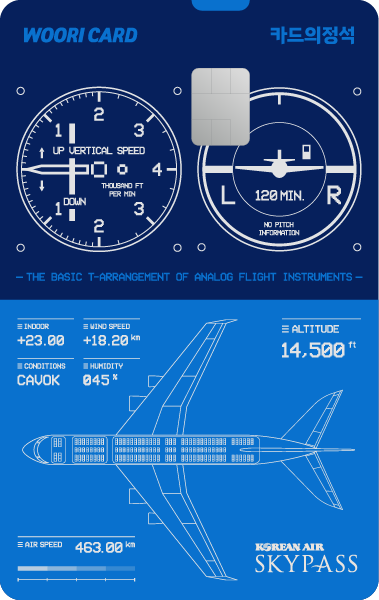 WOORI CARD
카드의정석
1 2 3
UP VERTICAL SPEED
4
THOUSAND FT
PER MIN
DOWN
1 2 3
L R
120 MIN.
NO PITCH
INFORMATION
– THE BASIC T-ARRANGEMENT OF ANALOG FLIGHT INSTRUMENTS –
INDOOR
+23.00
WIND SPEED
+18.20 km
ALTITUDE
14,500 ft
CONDITIONS
CAVOK
HUMIDITY
045 %
AIR SPEED 463.00 km
KOREAN AIR
SKYPASS